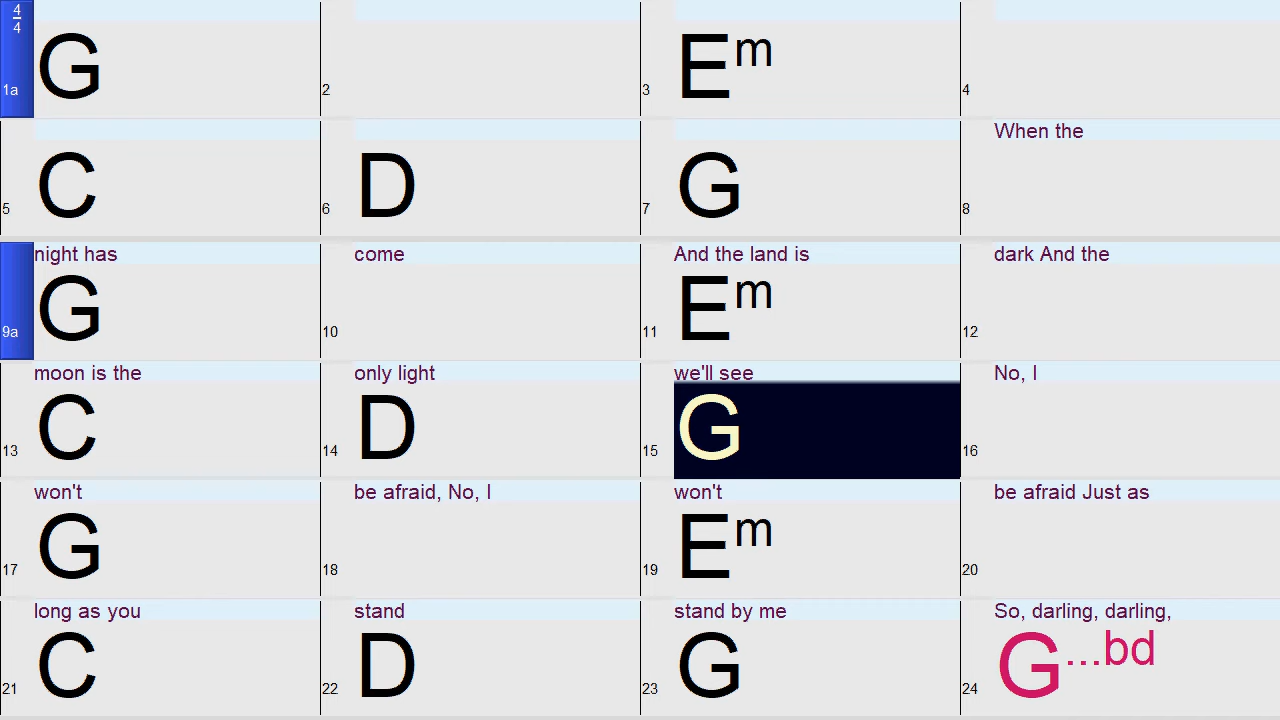 4
4
1a G 2 3 Em 4
When the
5 C 6 D 7 G 8
night has come And the land is dark And the
9a G 10 11 Em 12
moon is the only light we'll see No, I
13 C 14 D 15 G 16
won't be afraid, No, I won't be afraid Just as
17 G 18 19 Em 20
long as you stand stand by me So, darling, darling,
21 C 22 D 23 G 24 G...bd